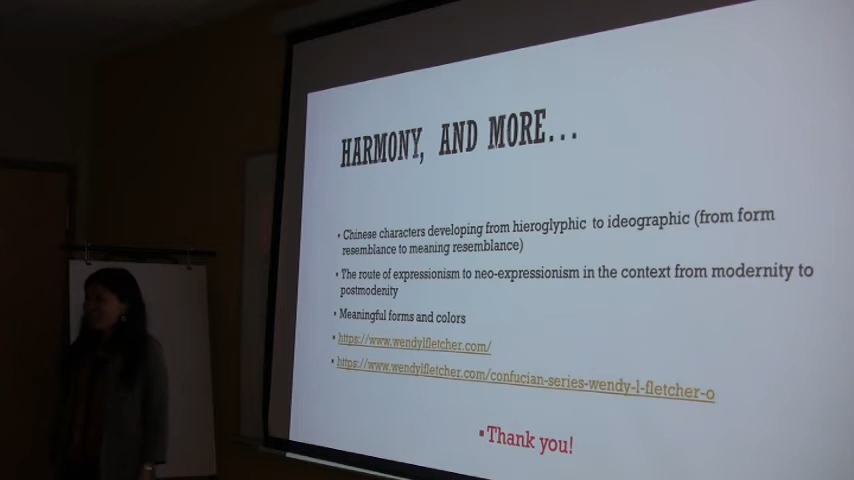 HARMONY, AND MORE...
• Chinese characters developing from hieroglyphic to ideographic (from form
resemblance to meaning resemblance)
• The route of expressionism to neo-expressionism in the context from modernity to
postmodenity
• Meaningful forms and colors
• https://www.wendylfletcher.com/
• https://www.wendylfletcher.com/confucian-series-wendy-l-fletcher-o
• Thank you!